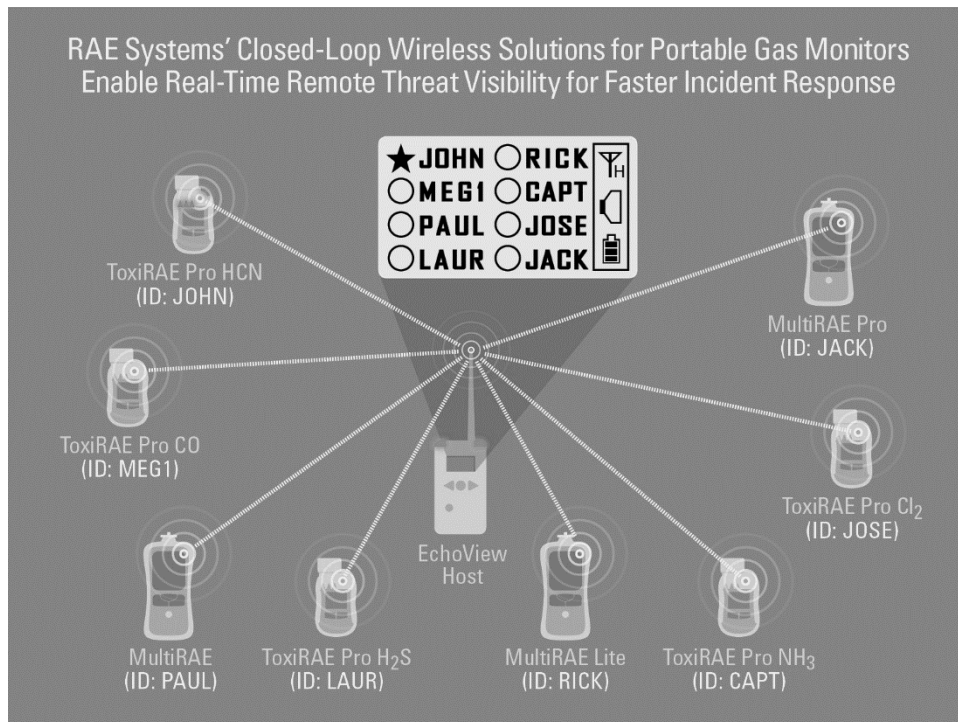 RAE Systems' Closed-Loop Wireless Solutions for Portable Gas Monitors
Enable Real-Time Remote Threat Visibility for Faster Incident Response
★JOHN ○RICK
○MEG1 ○CAPT
○PAUL ○JOSE
○LAUR ○JACK
H
ToxiRAE Pro HCN
(ID: JOHN)
MultiRAE Pro
(ID: JACK)
ToxiRAE Pro CO
(ID: MEG1)
ToxiRAE Pro Cl₂
(ID: JOSE)
EchoView
Host
MultiRAE
(ID: PAUL)
ToxiRAE Pro H₂S
(ID: LAUR)
MultiRAE Lite
(ID: RICK)
ToxiRAE Pro NH₃
(ID: CAPT)